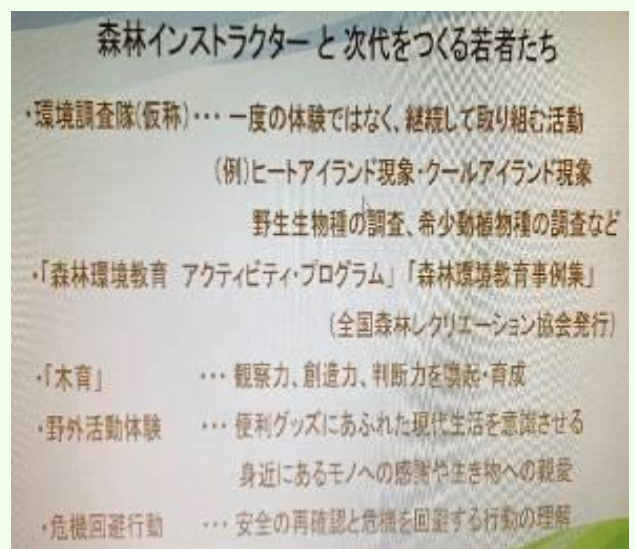 森林インストラクター と 次代をつくる若者たち
・環境調査隊(仮称)・・・ 一度の体験ではなく、継続して取り組む活動
(例)ヒートアイランド現象・クールアイランド現象
野生生物種の調査、希少動植物種の調査など
・「森林環境教育 アクティビティ・プログラム」「森林環境教育事例集」
(全国森林レクリエーション協会発行)
・「木育」 ・・・ 観察力、創造力、判断力を喚起・育成
・野外活動体験 ・・・ 便利グッズにあふれた現代生活を意識させる
身近にあるモノへの感謝や生き物への親愛
・危機回避行動 ・・・ 安全の再確認と危機を回避する行動の理解